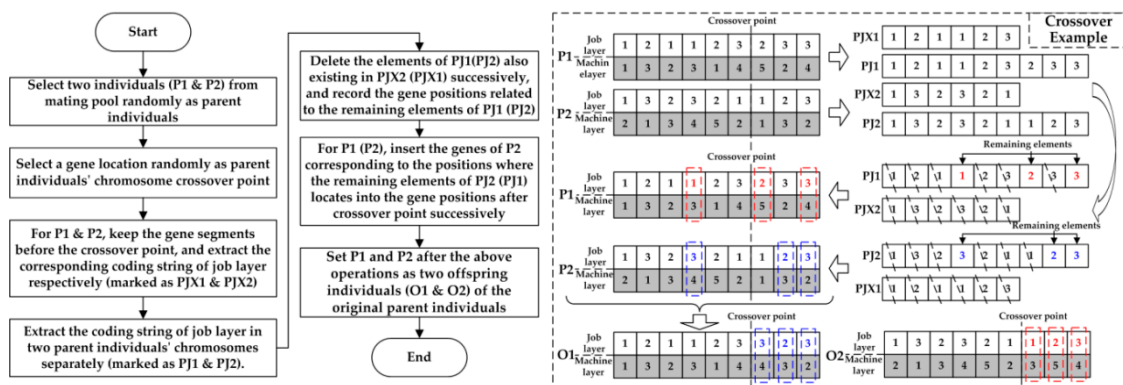 Start
Select two individuals (P1 & P2) from
mating pool randomly as parent
individuals
Select a gene location randomly as parent
individuals' chromosome crossover point
For P1 & P2, keep the gene segments
before the crossover point, and extract the
corresponding coding string of job layer
respectively (marked as PJX1 & PJX2)
Extract the coding string of job layer in
two parent individuals' chromosomes
separately (marked as PJ1 & PJ2).
Delete the elements of PJ1(PJ2) also
existing in PJX2 (PJX1) successively,
and record the gene positions related
to the remaining elements of PJ1 (PJ2)
For P1 (P2), insert the genes of P2
corresponding to the positions where
the remaining elements of PJ2 (PJ1)
locates into the gene positions after
crossover point successively
Set P1 and P2 after the above
operations as two offspring
individuals (O1 & O2) of the
original parent individuals
End
Crossover
Example
Crossover point
P1
Job
layer
1 2 1 1 2 3 2 3 3
Machin
elayer
1 3 2 3 1 4 5 2 4
P2
Job
layer
1 3 2 3 2 1 1 2 3
Machine
layer
2 1 3 4 5 2 1 3 2
PJX1
1 2 1 1 2 3
PJ1
1 2 1 1 2 3 2 3 3
PJX2
1 3 2 3 2 1
PJ2
1 3 2 3 2 1 1 2 3
Crossover point
P1
Job
layer
1 2 1 1 2 3 2 3 3
Machine
layer
1 3 2 3 1 4 5 2 4
P2
Job
layer
1 3 2 3 2 1 1 2 3
Machine
layer
2 1 3 4 5 2 1 3 2
Remaining elements
PJ1
1 2 1 1 2 3 2 3 3
PJX2
1 3 2 3 2 1
Remaining elements
PJ2
1 3 2 3 2 1 1 2 3
PJX1
1 2 1 1 2 3
Crossover point
O1
Job
layer
1 2 1 1 2 3 3 2 3
Machine
layer
1 3 2 3 1 4 4 3 2
Crossover point
O2
Job
layer
1 3 2 3 2 1 1 2 3
Machine
layer
2 1 3 4 5 2 3 5 4